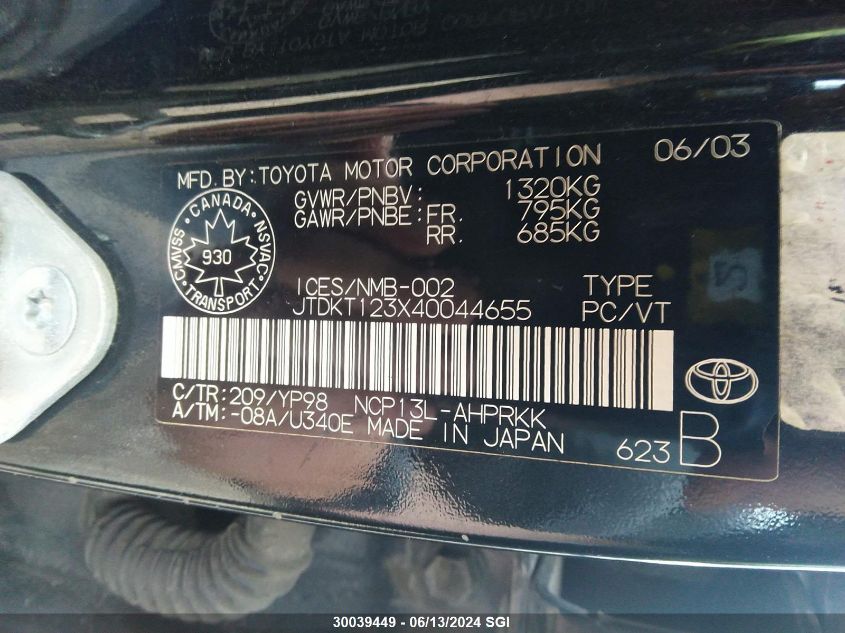 MFD.BY:TOYOTA MOTOR CORPORATION 06/03
GVWR/PNBV: 1320KG
GAWR/PNBE:FR. 795KG
RR. 685KG
CMVSS · CANADA · NSVAC · TRANSPORT ·
930
ICES/NMB-002 TYPE
JTDKT123X40044655 PC/VT
C/TR:209/YP98 NCP13L-AHPRKK
A/TM:-08A/U340E MADE IN JAPAN
623 B
30039449 - 06/13/2024 SGI